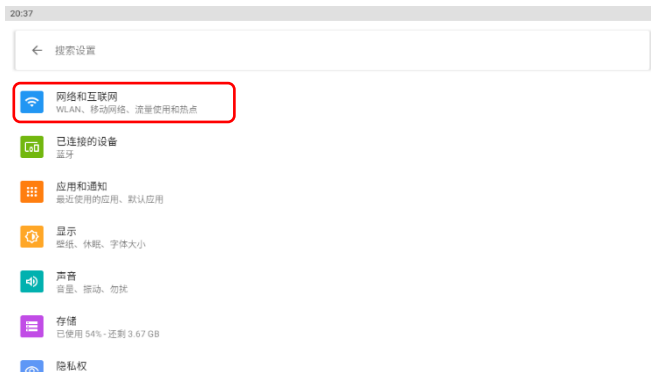 20:37
搜索设置
网络和互联网
WLAN、移动网络、流量使用和热点
已连接的设备
蓝牙
应用和通知
最近使用的应用、默认应用
显示
壁纸、休眠、字体大小
声音
音量、振动、勿扰
存储
已使用 54% - 还剩 3.67 GB
隐私权